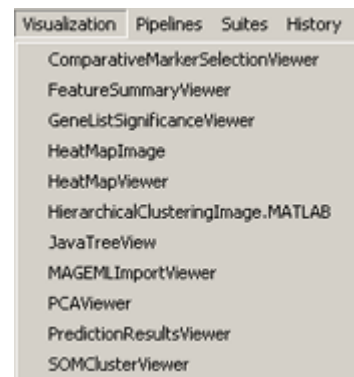 Visualization Pipelines Suites History
ComparativeMarkerSelectionViewer
FeatureSummaryViewer
GeneListSignificanceViewer
HeatMapImage
HeatMapViewer
HierarchicalClusteringImage.MATLAB
JavaTreeView
MAGEMLImportViewer
PCAViewer
PredictionResultsViewer
SOMClusterViewer